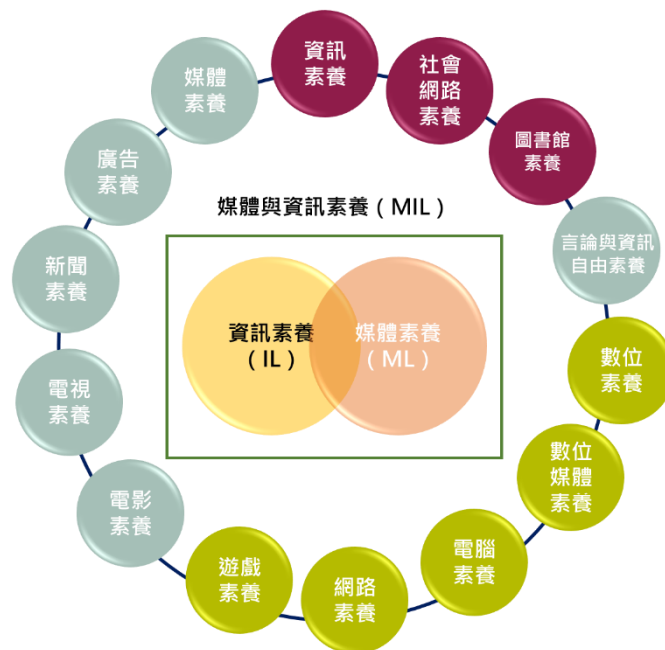 資訊
素養
社會
網路
素養
圖書館
素養
言論與資訊
自由素養
數位
素養
數位
媒體
素養
電腦
素養
網路
素養
遊戲
素養
電影
素養
電視
素養
新聞
素養
廣告
素養
媒體
素養
媒體與資訊素養（MIL）
資訊素養
（IL）
媒體素養
（ML）